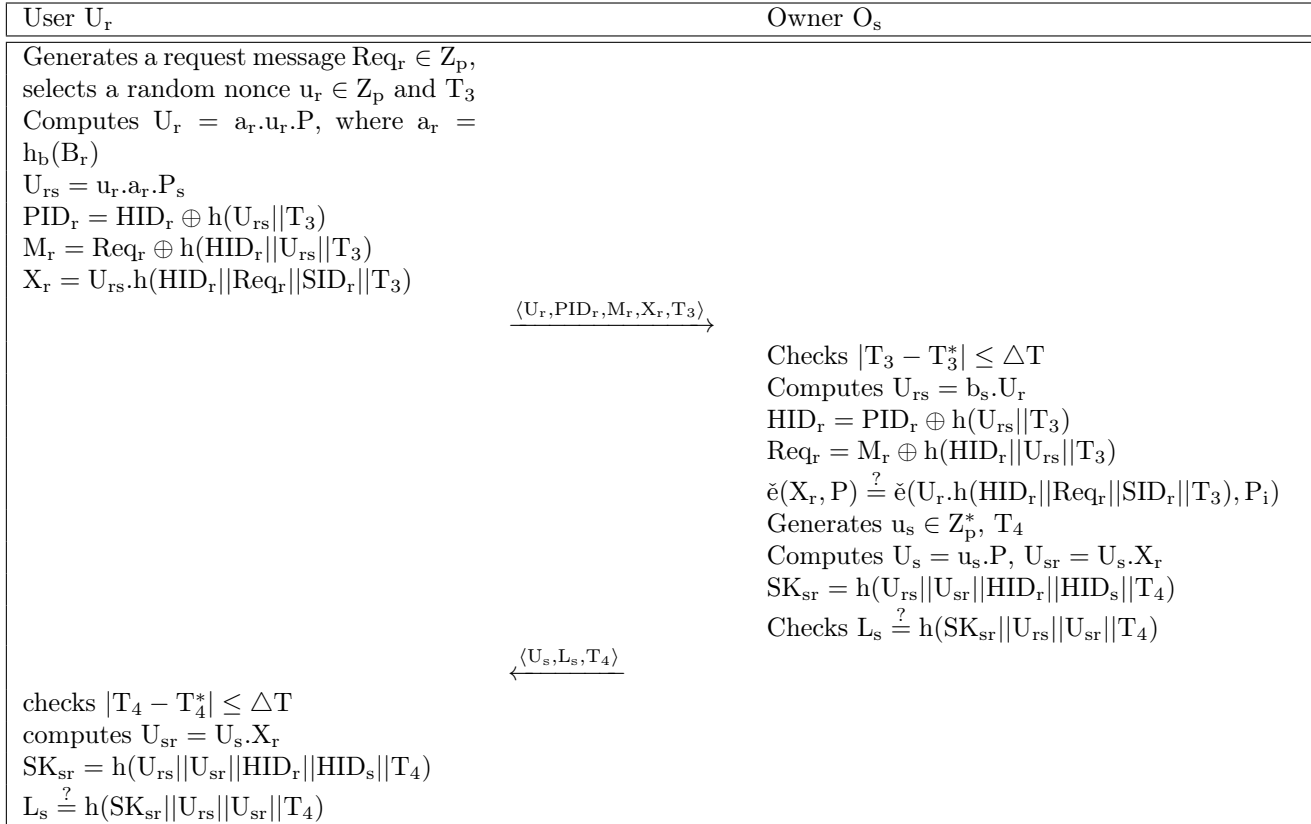 User U_r Owner O_s
Generates a request message Req_r ∈ Z_p,
selects a random nonce u_r ∈ Z_p and T_3
Computes U_r = a_r.u_r.P, where a_r =
h_b(B_r)
U_rs = u_r.a_r.P_s
PID_r = HID_r ⊕ h(U_rs||T_3)
M_r = Req_r ⊕ h(HID_r||U_rs||T_3)
X_r = U_rs.h(HID_r||Req_r||SID_r||T_3)
⟨U_r,PID_r,M_r,X_r,T_3⟩ →
Checks |T_3 − T_3^*| ≤ △T
Computes U_rs = b_s.U_r
HID_r = PID_r ⊕ h(U_rs||T_3)
Req_r = M_r ⊕ h(HID_r||U_rs||T_3)
ě(X_r, P) ≟ ě(U_r.h(HID_r||Req_r||SID_r||T_3), P_i)
Generates u_s ∈ Z_p^*, T_4
Computes U_s = u_s.P, U_sr = U_s.X_r
SK_sr = h(U_rs||U_sr||HID_r||HID_s||T_4)
Checks L_s ≟ h(SK_sr||U_rs||U_sr||T_4)
← ⟨U_s,L_s,T_4⟩
checks |T_4 − T_4^*| ≤ △T
computes U_sr = U_s.X_r
SK_sr = h(U_rs||U_sr||HID_r||HID_s||T_4)
L_s ≟ h(SK_sr||U_rs||U_sr||T_4)